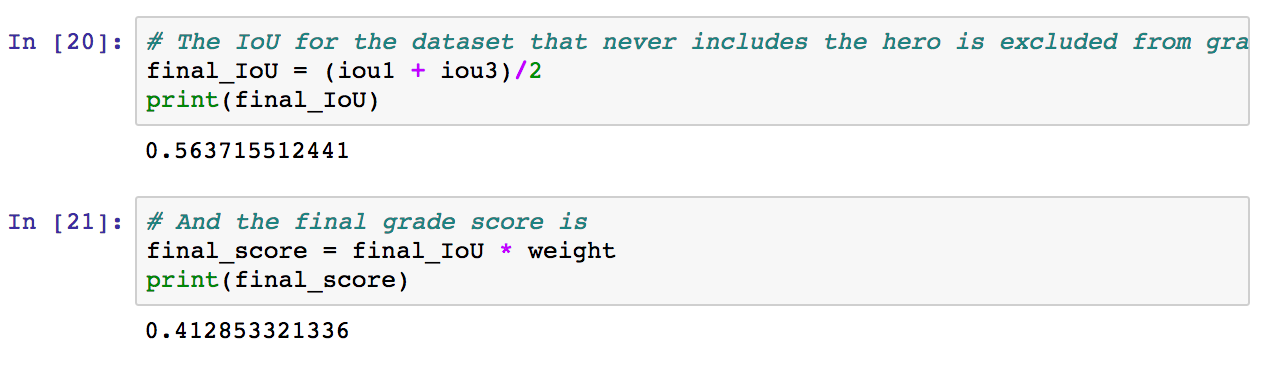 In [20]: # The IoU for the dataset that never includes the hero is excluded from gra
final_IoU = (iou1 + iou3)/2
print(final_IoU)
0.563715512441
In [21]: # And the final grade score is
final_score = final_IoU * weight
print(final_score)
0.412853321336